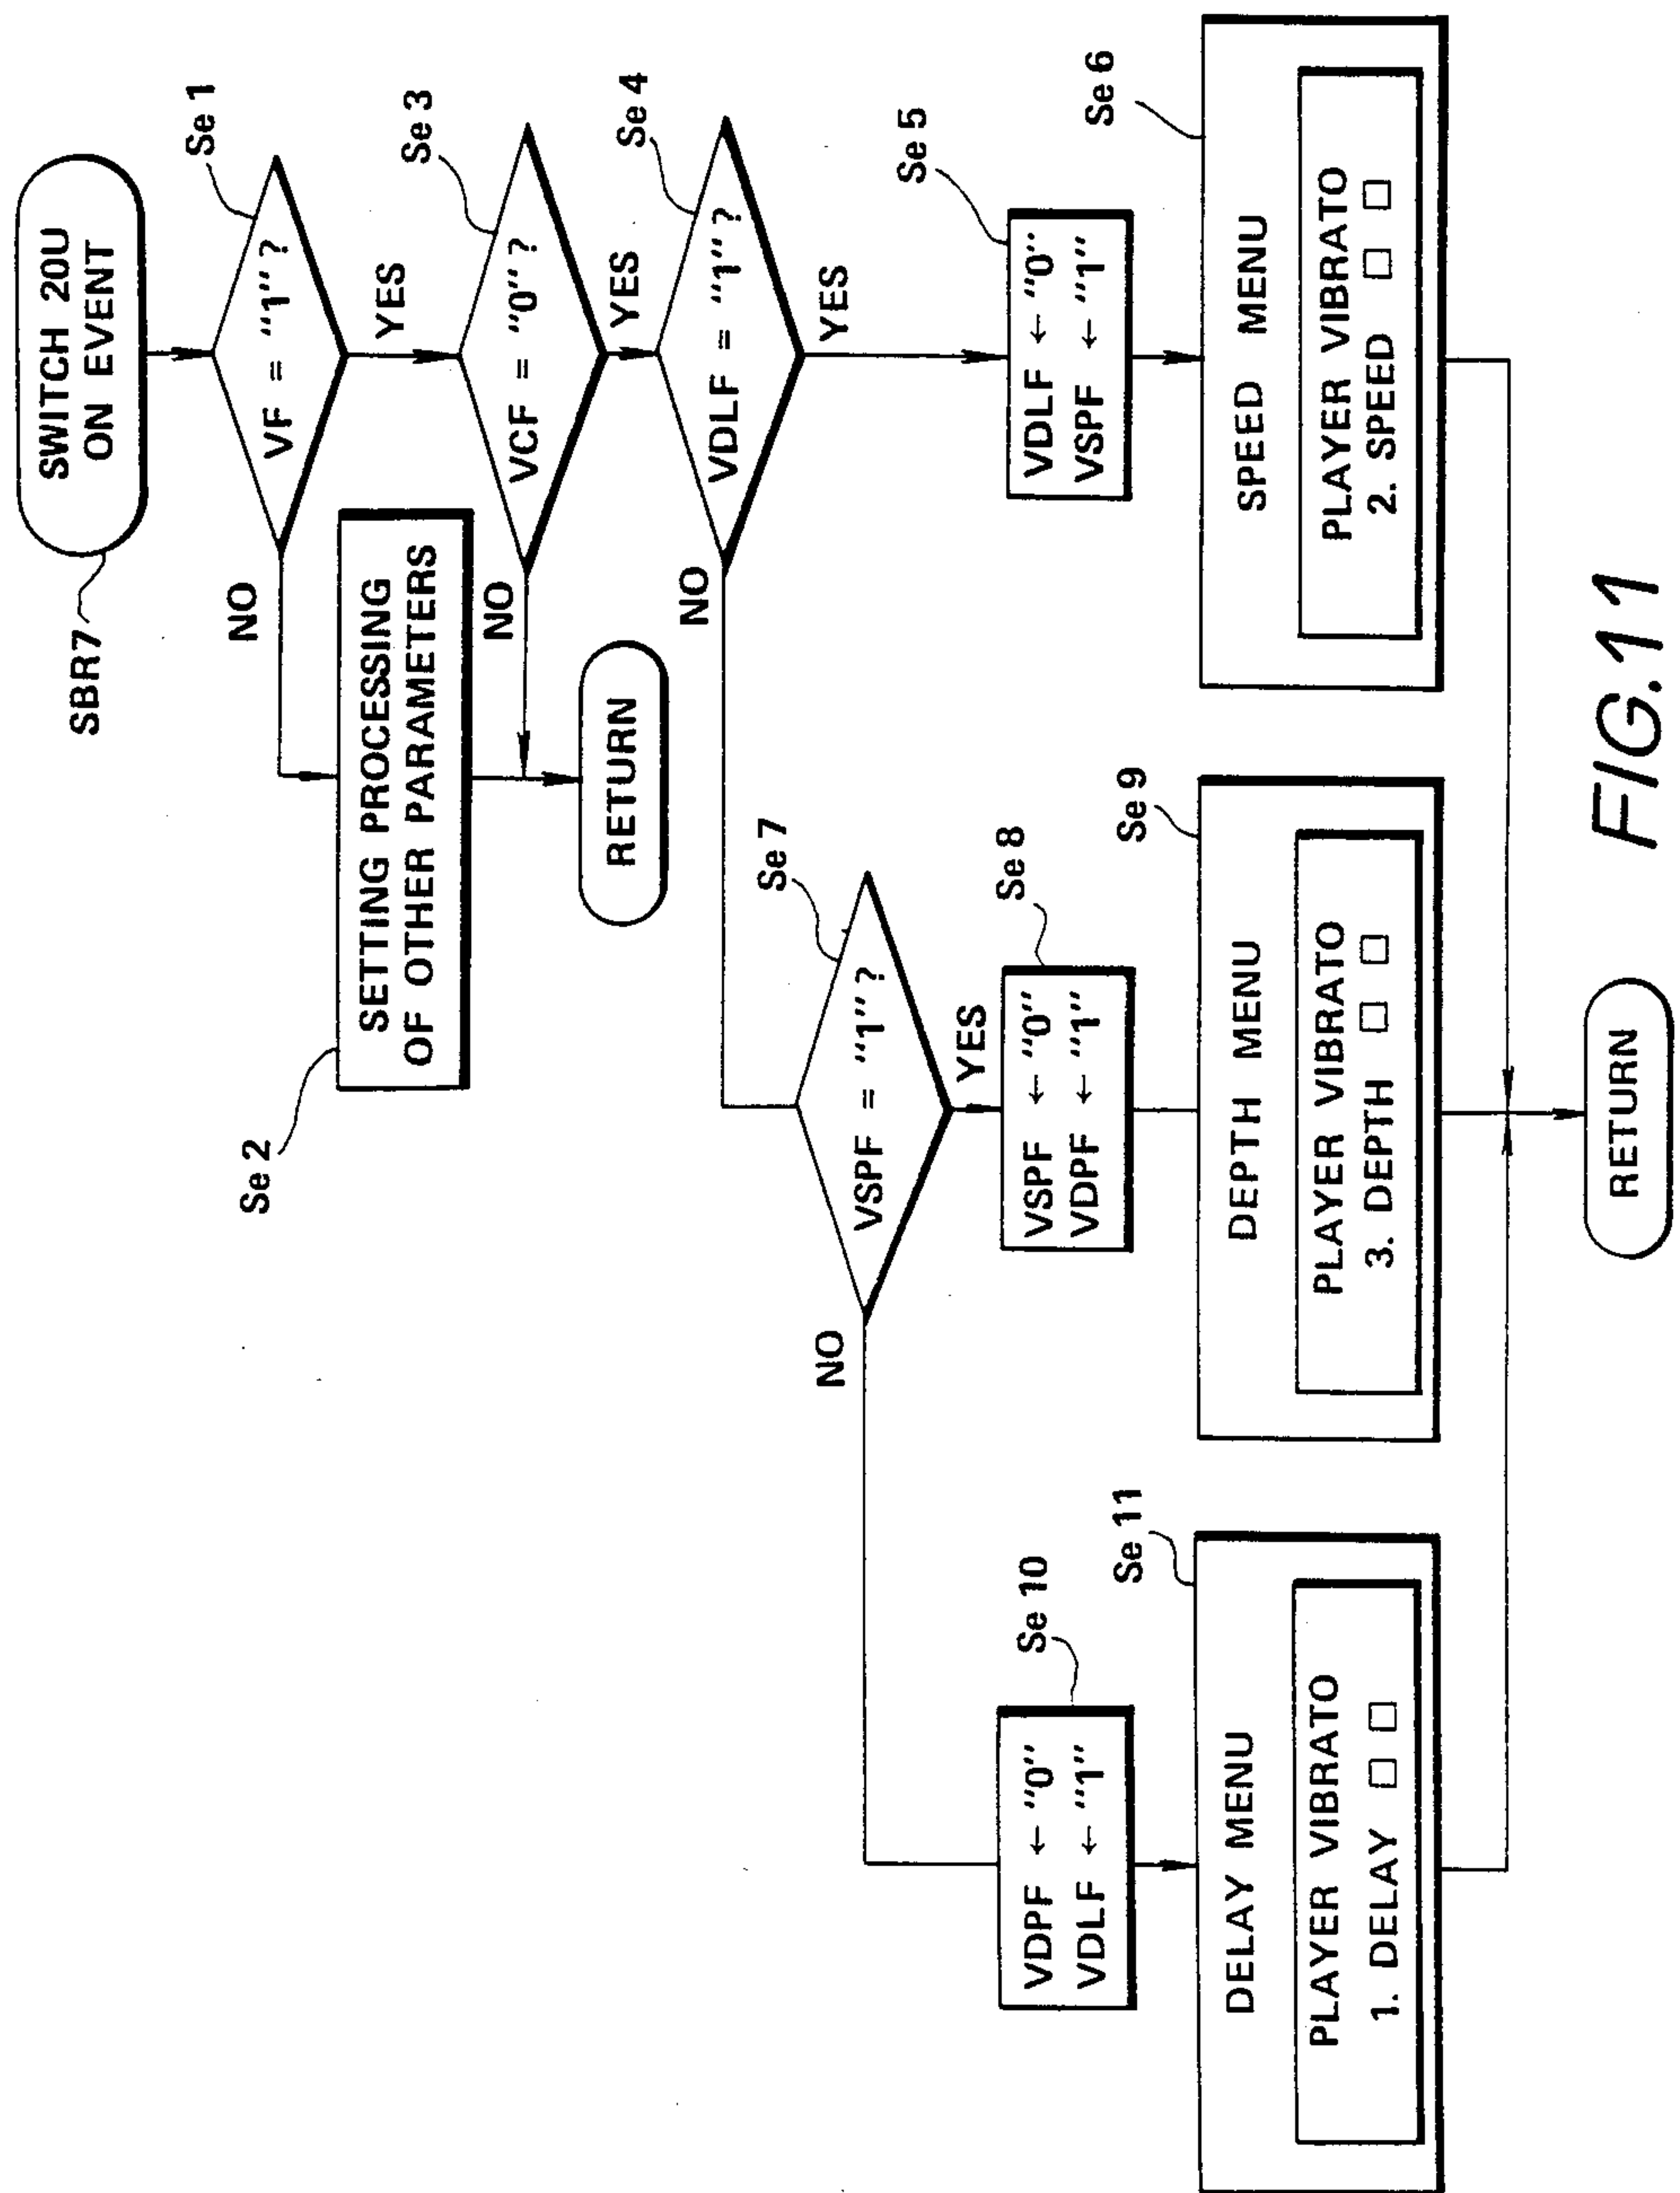 SWITCH 20U
ON EVENT
SBR7
Se 1
VF = "1" ?
NO
YES
Se 2
SETTING PROCESSING
OF OTHER PARAMETERS
Se 3
VCF = "0" ?
NO
YES
RETURN
Se 4
VDLF = "1" ?
NO
YES
Se 7
VSPF = "1" ?
NO
YES
Se 10
VDPF ← "0"
VDLF ← "1"
Se 8
VSPF ← "0"
VDPF ← "1"
Se 5
VDLF ← "0"
VSPF ← "1"
Se 11
DELAY MENU
PLAYER VIBRATO
1. DELAY □ □
Se 9
DEPTH MENU
PLAYER VIBRATO
3. DEPTH □ □
Se 6
SPEED MENU
PLAYER VIBRATO
2. SPEED □ □
RETURN
FIG.11